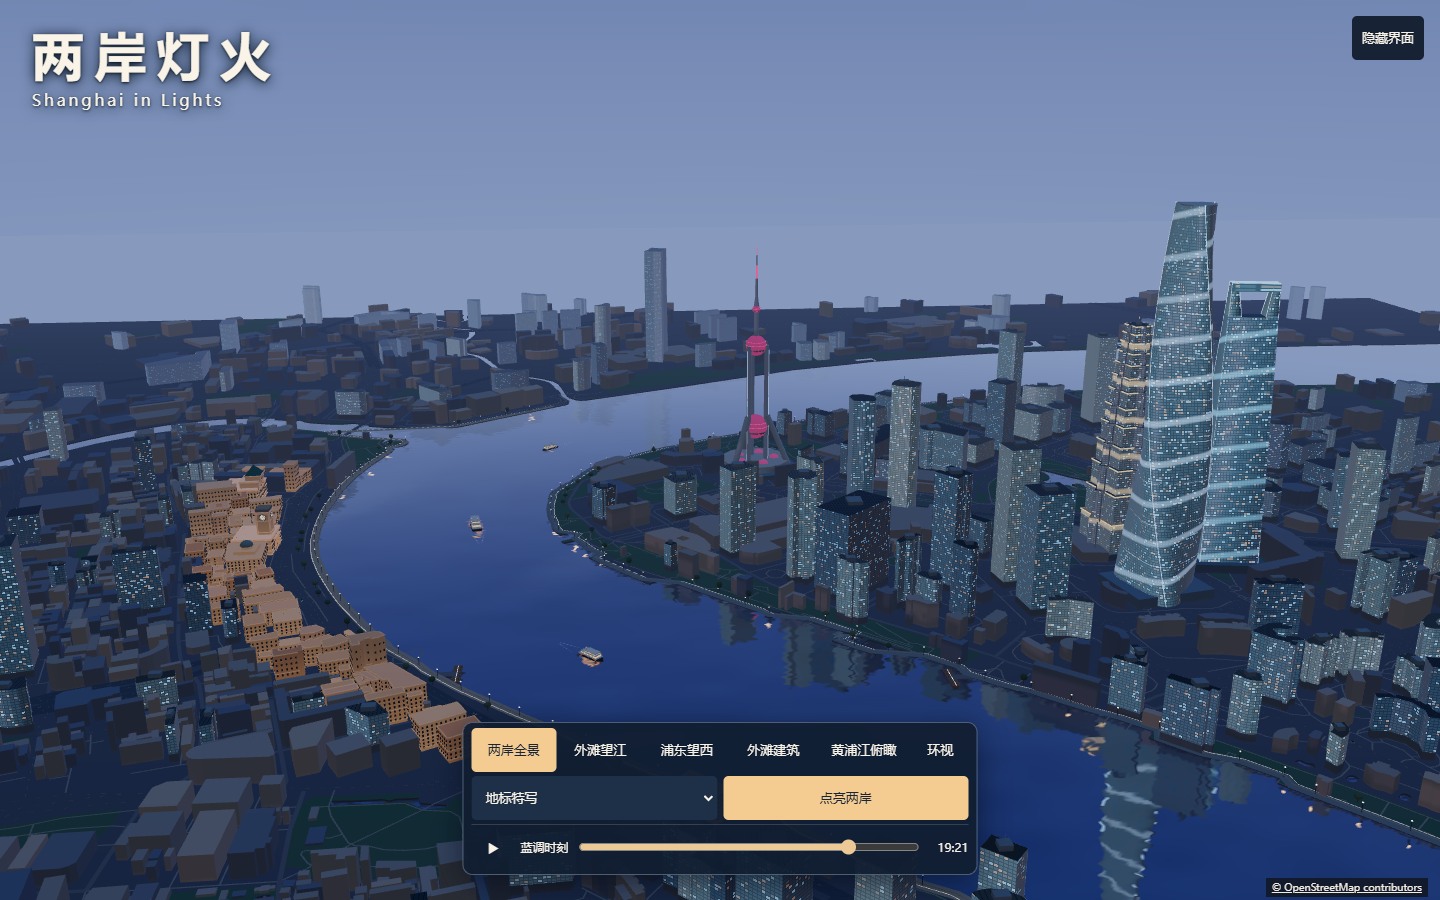 两岸灯火
Shanghai in Lights
隐藏界面
两岸全景 外滩望江 浦东望西 外滩建筑 黄浦江俯瞰 环视
地标特写 点亮两岸
蓝调时刻 19:21
© OpenStreetMap contributors